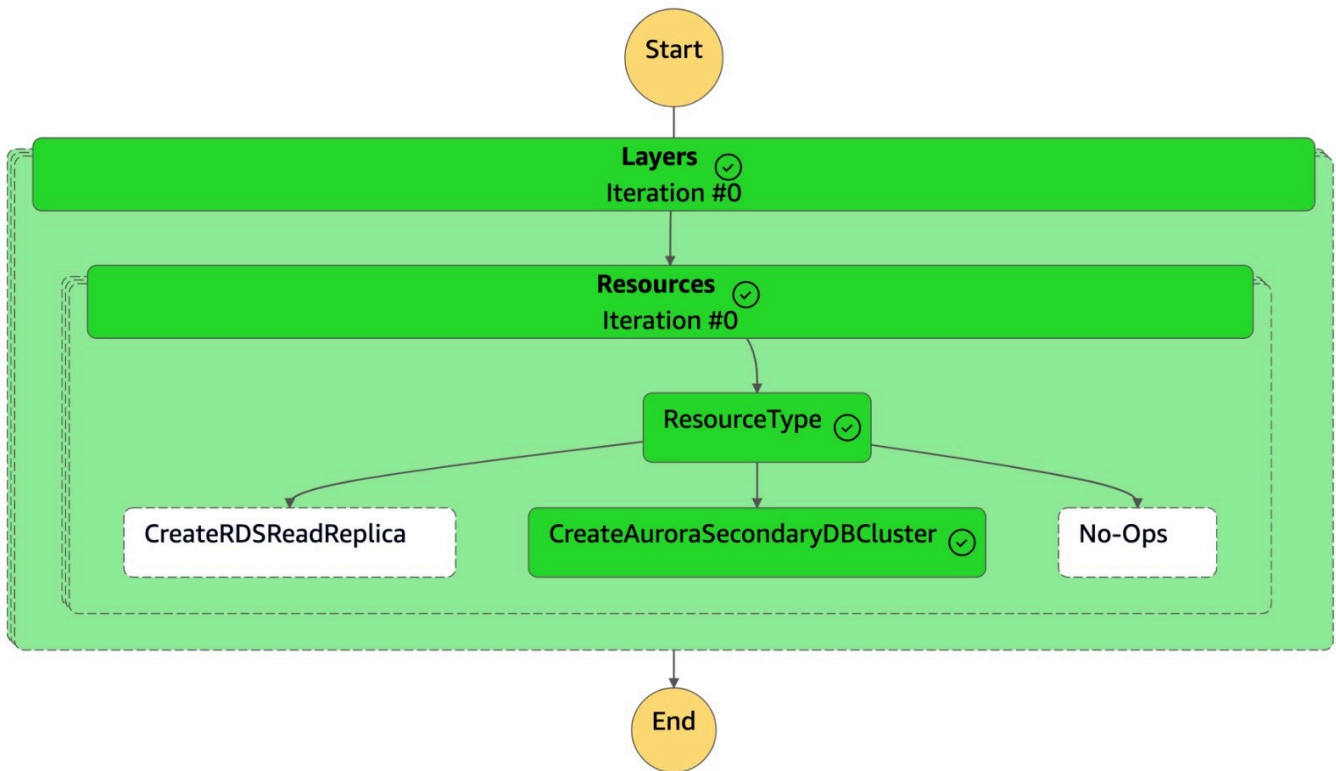 Start
Layers
Iteration #0
Resources
Iteration #0
ResourceType
CreateRDSReadReplica
CreateAuroraSecondaryDBCluster
No-Ops
End